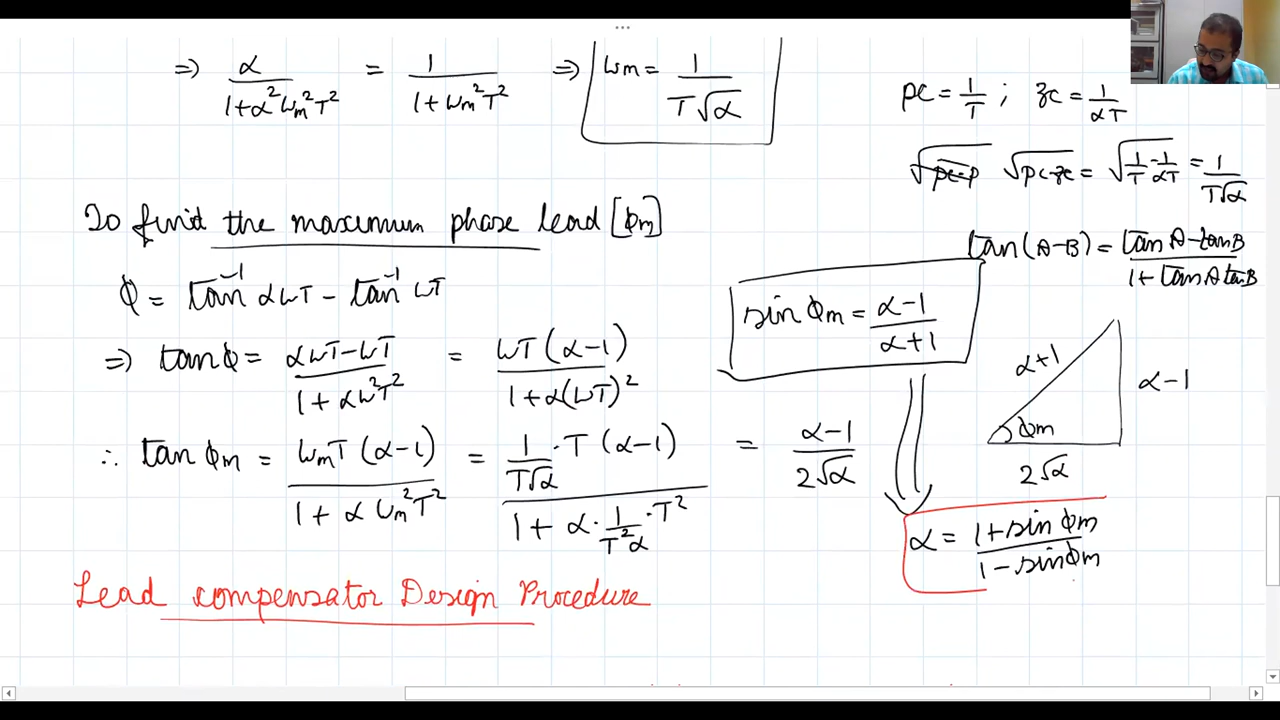 ⇒ α/(1+α²ωm²T²) = 1/(1+ωm²T²) ⇒ ωm = 1/(T√α)
pc = 1/T ; zc = 1/(αT)
√(pc·zc) = √(1/T · 1/(αT)) = 1/(T√α)
To find the maximum phase lead [ϕm]
tan(A-B) = (tanA-tanB)/(1+tanA tanB)
ϕ = tan⁻¹ αωT - tan⁻¹ ωT
sin ϕm = (α-1)/(α+1)
⇒ tanϕ = (αωT-ωT)/(1+αω²T²) = ωT(α-1)/(1+α(ωT)²)
α+1
α-1
ϕm
2√α
∴ tan ϕm = ωmT(α-1)/(1+αωm²T²) = (1/(T√α)·T(α-1))/(1+α·1/(T²α)·T²) = (α-1)/(2√α)
α = (1+sin ϕm)/(1-sinϕm)
Lead compensator Design Procedure